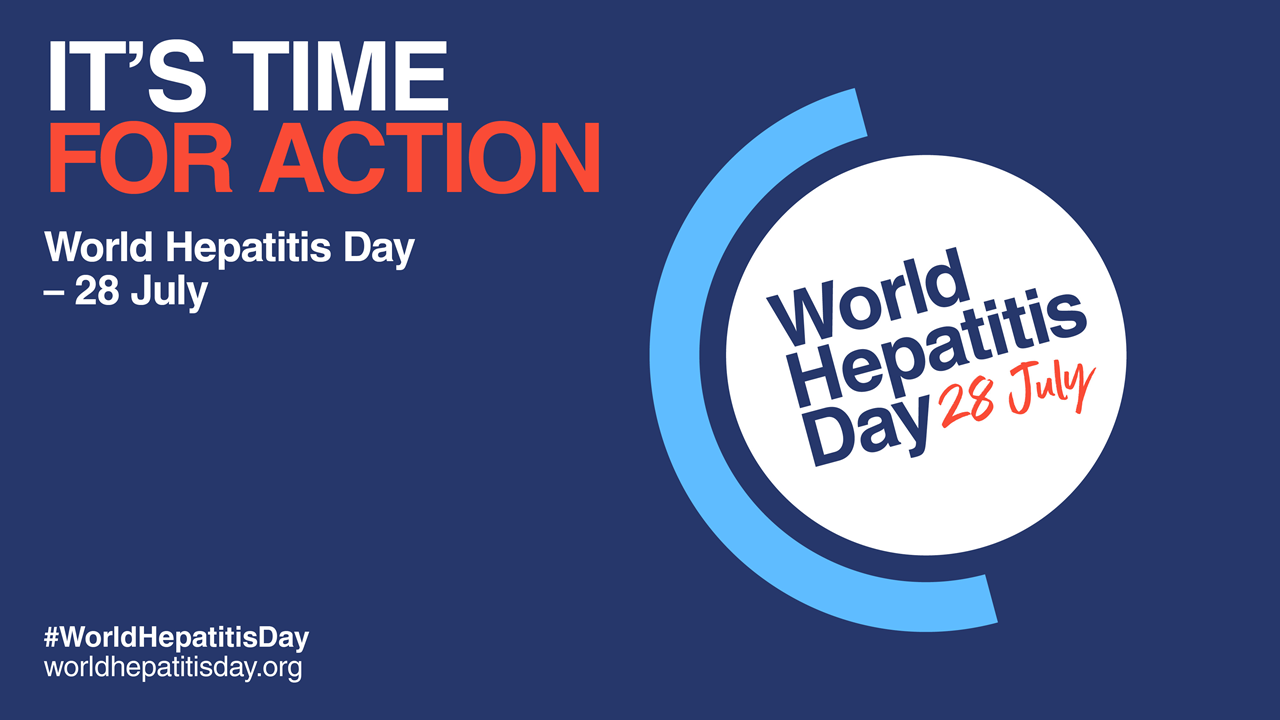 IT’S TIME
FOR ACTION
World Hepatitis Day
– 28 July
World
Hepatitis
Day 28 July
#WorldHepatitisDay
worldhepatitisday.org